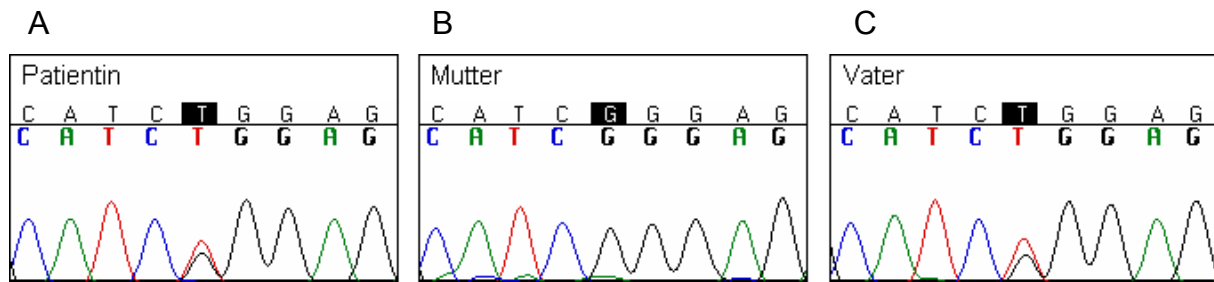 A
B
C
Patientin
C A T C T G G A G
C A T C T G G A G
Mutter
C A T C G G G A G
C A T C G G G A G
Vater
C A T C T G G A G
C A T C T G G A G